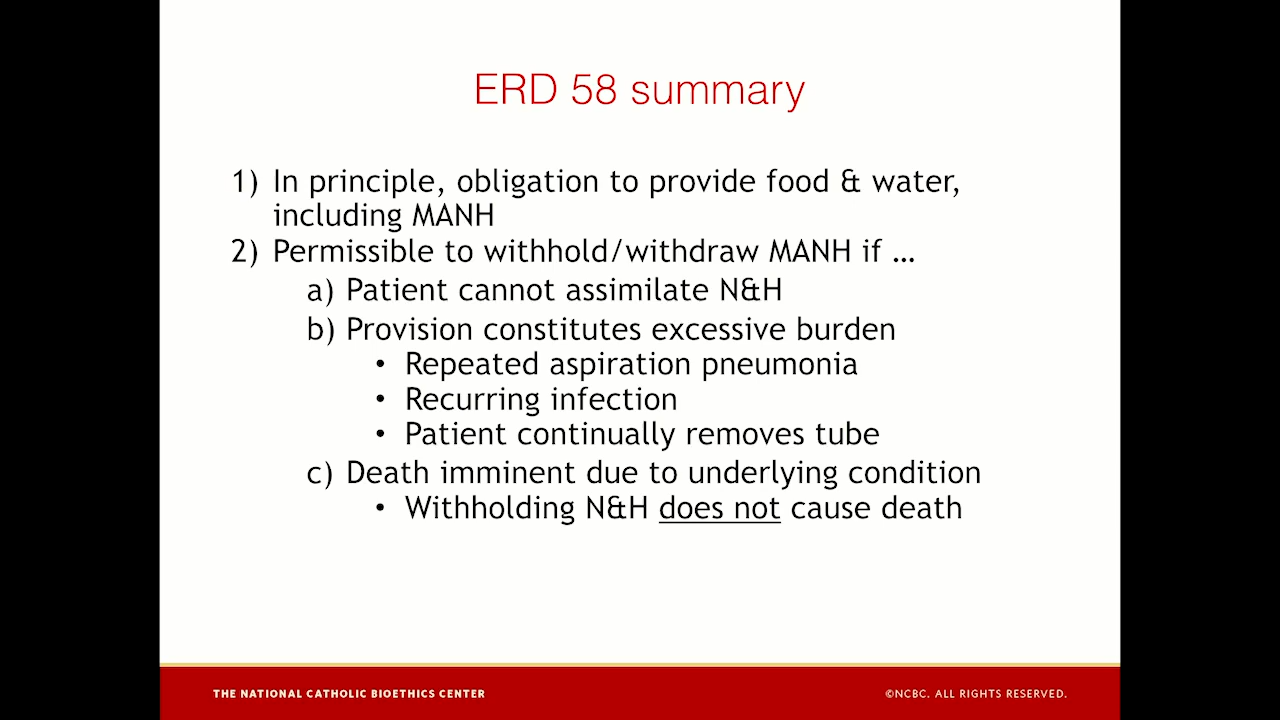 ERD 58 summary
1) In principle, obligation to provide food & water,
including MANH
2) Permissible to withhold/withdraw MANH if …
a) Patient cannot assimilate N&H
b) Provision constitutes excessive burden
• Repeated aspiration pneumonia
• Recurring infection
• Patient continually removes tube
c) Death imminent due to underlying condition
• Withholding N&H does not cause death
THE NATIONAL CATHOLIC BIOETHICS CENTER
©NCBC. ALL RIGHTS RESERVED.